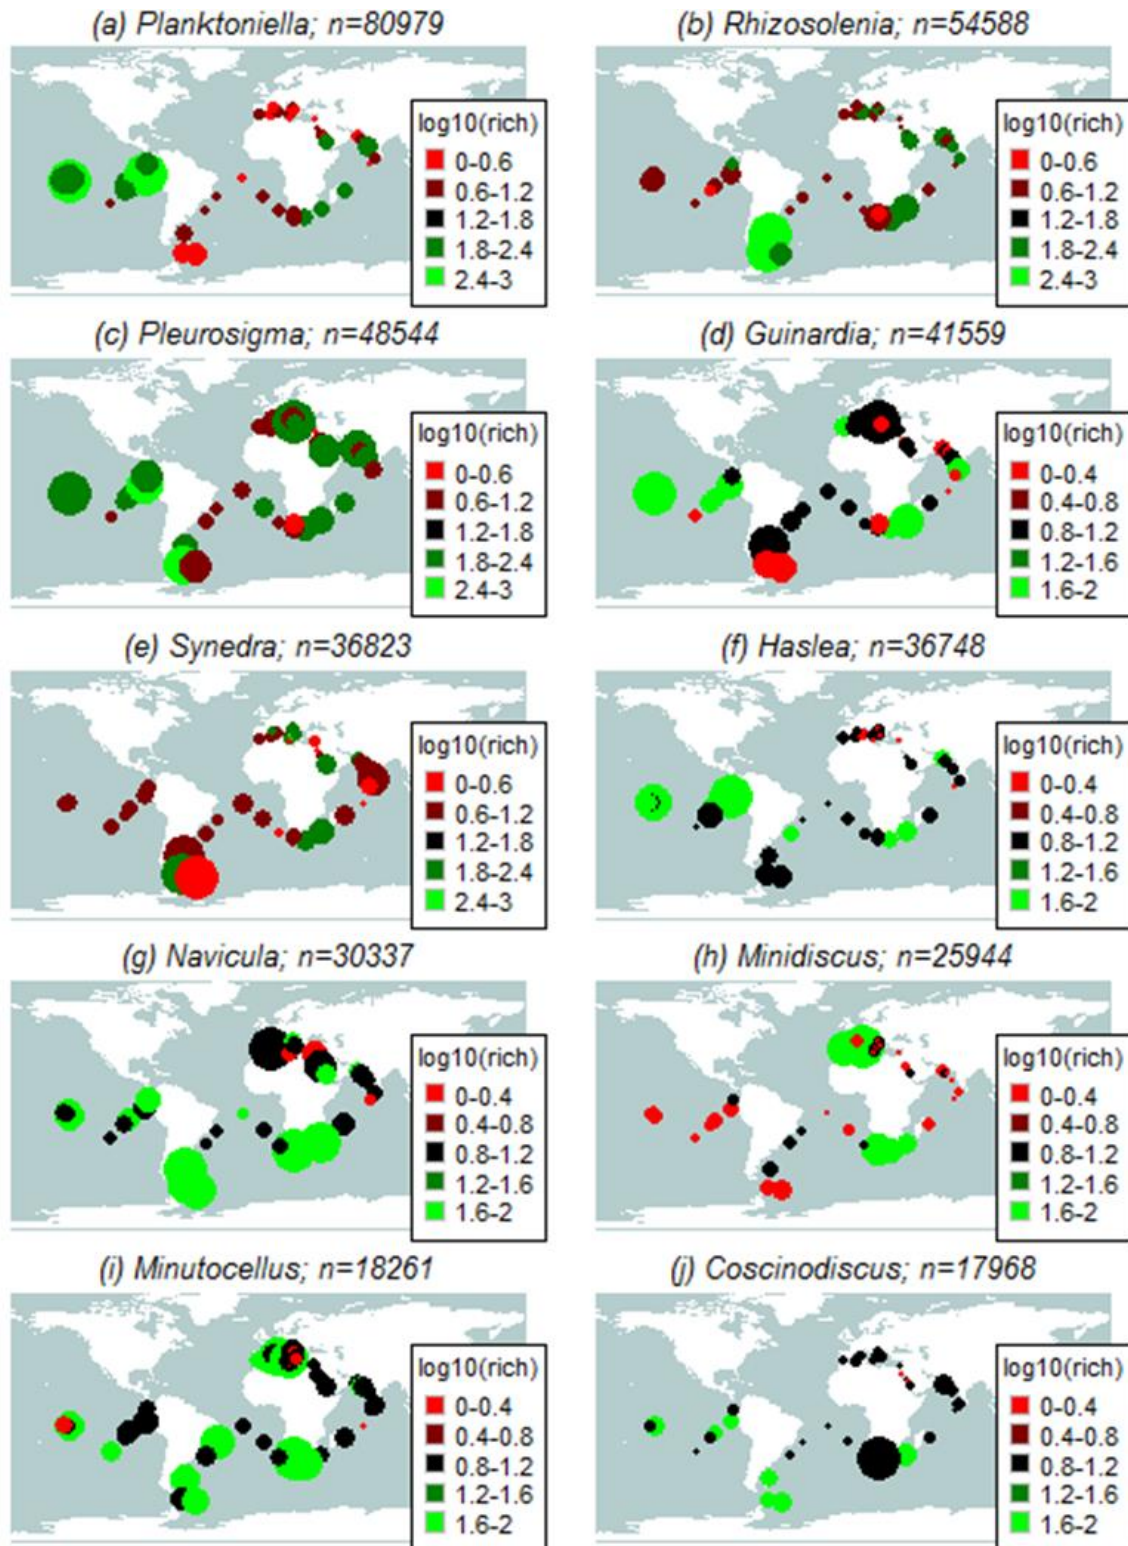 (a) Planktoniella; n=80979
log10(rich)
0-0.6
0.6-1.2
1.2-1.8
1.8-2.4
2.4-3
(b) Rhizosolenia; n=54588
log10(rich)
0-0.6
0.6-1.2
1.2-1.8
1.8-2.4
2.4-3
(c) Pleurosigma; n=48544
log10(rich)
0-0.6
0.6-1.2
1.2-1.8
1.8-2.4
2.4-3
(d) Guinardia; n=41559
log10(rich)
0-0.4
0.4-0.8
0.8-1.2
1.2-1.6
1.6-2
(e) Synedra; n=36823
log10(rich)
0-0.6
0.6-1.2
1.2-1.8
1.8-2.4
2.4-3
(f) Haslea; n=36748
log10(rich)
0-0.4
0.4-0.8
0.8-1.2
1.2-1.6
1.6-2
(g) Navicula; n=30337
log10(rich)
0-0.4
0.4-0.8
0.8-1.2
1.2-1.6
1.6-2
(h) Minidiscus; n=25944
log10(rich)
0-0.4
0.4-0.8
0.8-1.2
1.2-1.6
1.6-2
(i) Minutocellus; n=18261
log10(rich)
0-0.4
0.4-0.8
0.8-1.2
1.2-1.6
1.6-2
(j) Coscinodiscus; n=17968
log10(rich)
0-0.4
0.4-0.8
0.8-1.2
1.2-1.6
1.6-2